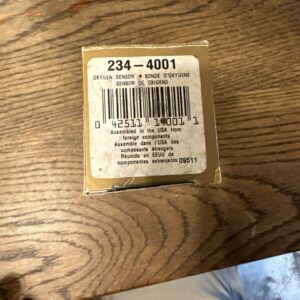 234-4001
OXYGEN SENSOR • SONDE D'OXYGENE
SENSOR DE OXIGENO
0 42511 14001 1
Assembled in the USA from
foreign components
Assemblé dans l'USA des
composants étrangers
Reunido en EEUU de
componentes extranjeros 09511